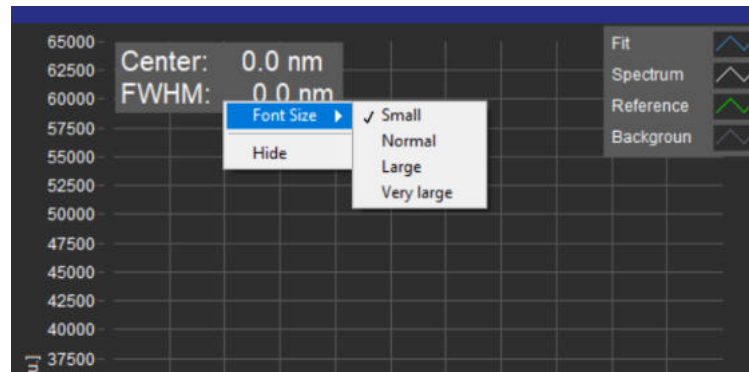 65000
62500
60000
57500
55000
52500
50000
47500
45000
42500
40000
37500
u.]
Center: 0.0 nm
FWHM: 0.0 nm
Font Size
Hide
✓ Small
Normal
Large
Very large
Fit
Spectrum
Reference
Backgroun